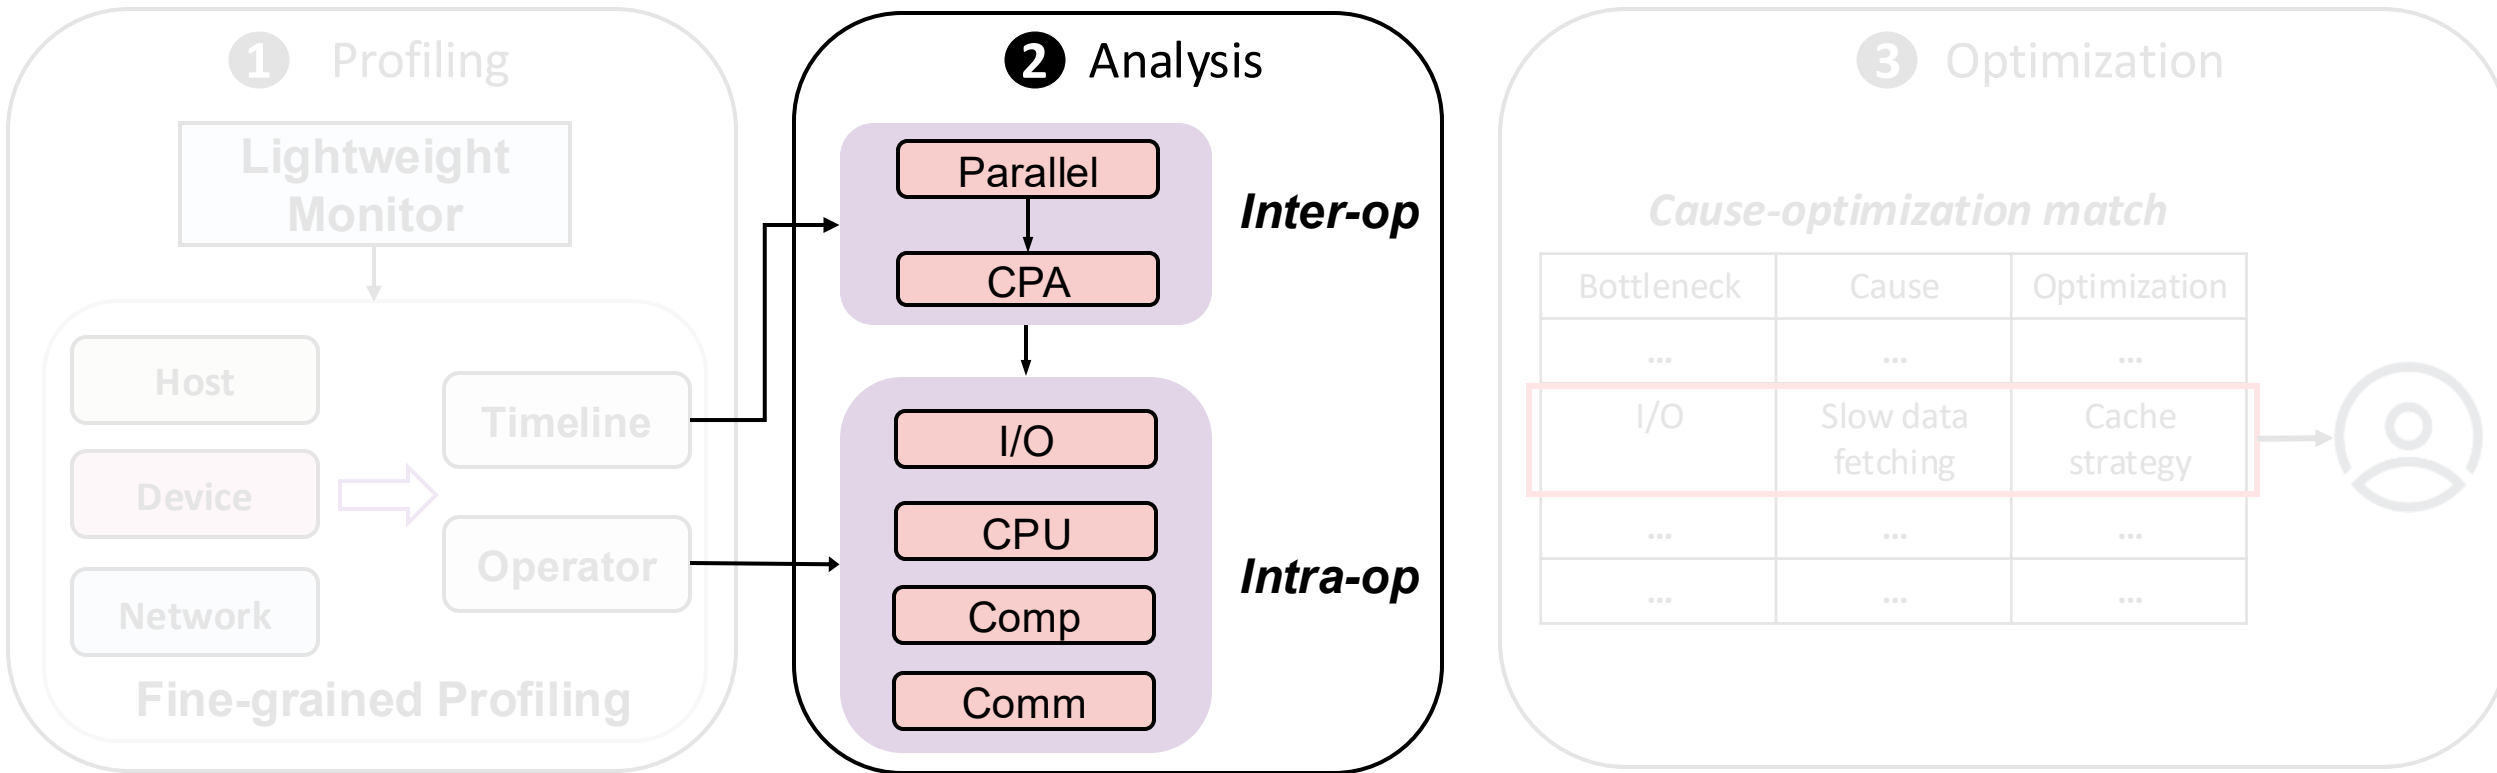 1 Profiling
Lightweight
Monitor
Host
Device
Network
Timeline
Operator
Fine-grained Profiling
2 Analysis
Parallel
CPA
Inter-op
I/O
CPU
Comp
Comm
Intra-op
3 Optimization
Cause-optimization match
Bottleneck Cause Optimization
... ... ...
I/O Slow data Cache
fetching strategy
... ... ...
... ... ...